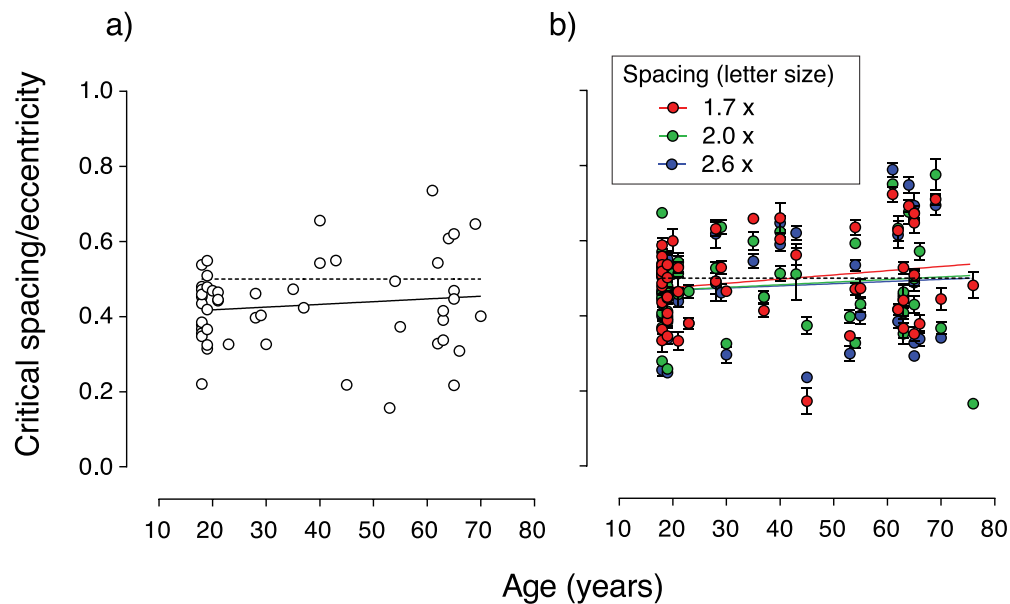 a)
b)
Critical spacing/eccentricity
1.0
0.8
0.6
0.4
0.2
0.0
Spacing (letter size)
1.7 x
2.0 x
2.6 x
10 20 30 40 50 60 70 80
10 20 30 40 50 60 70 80
Age (years)